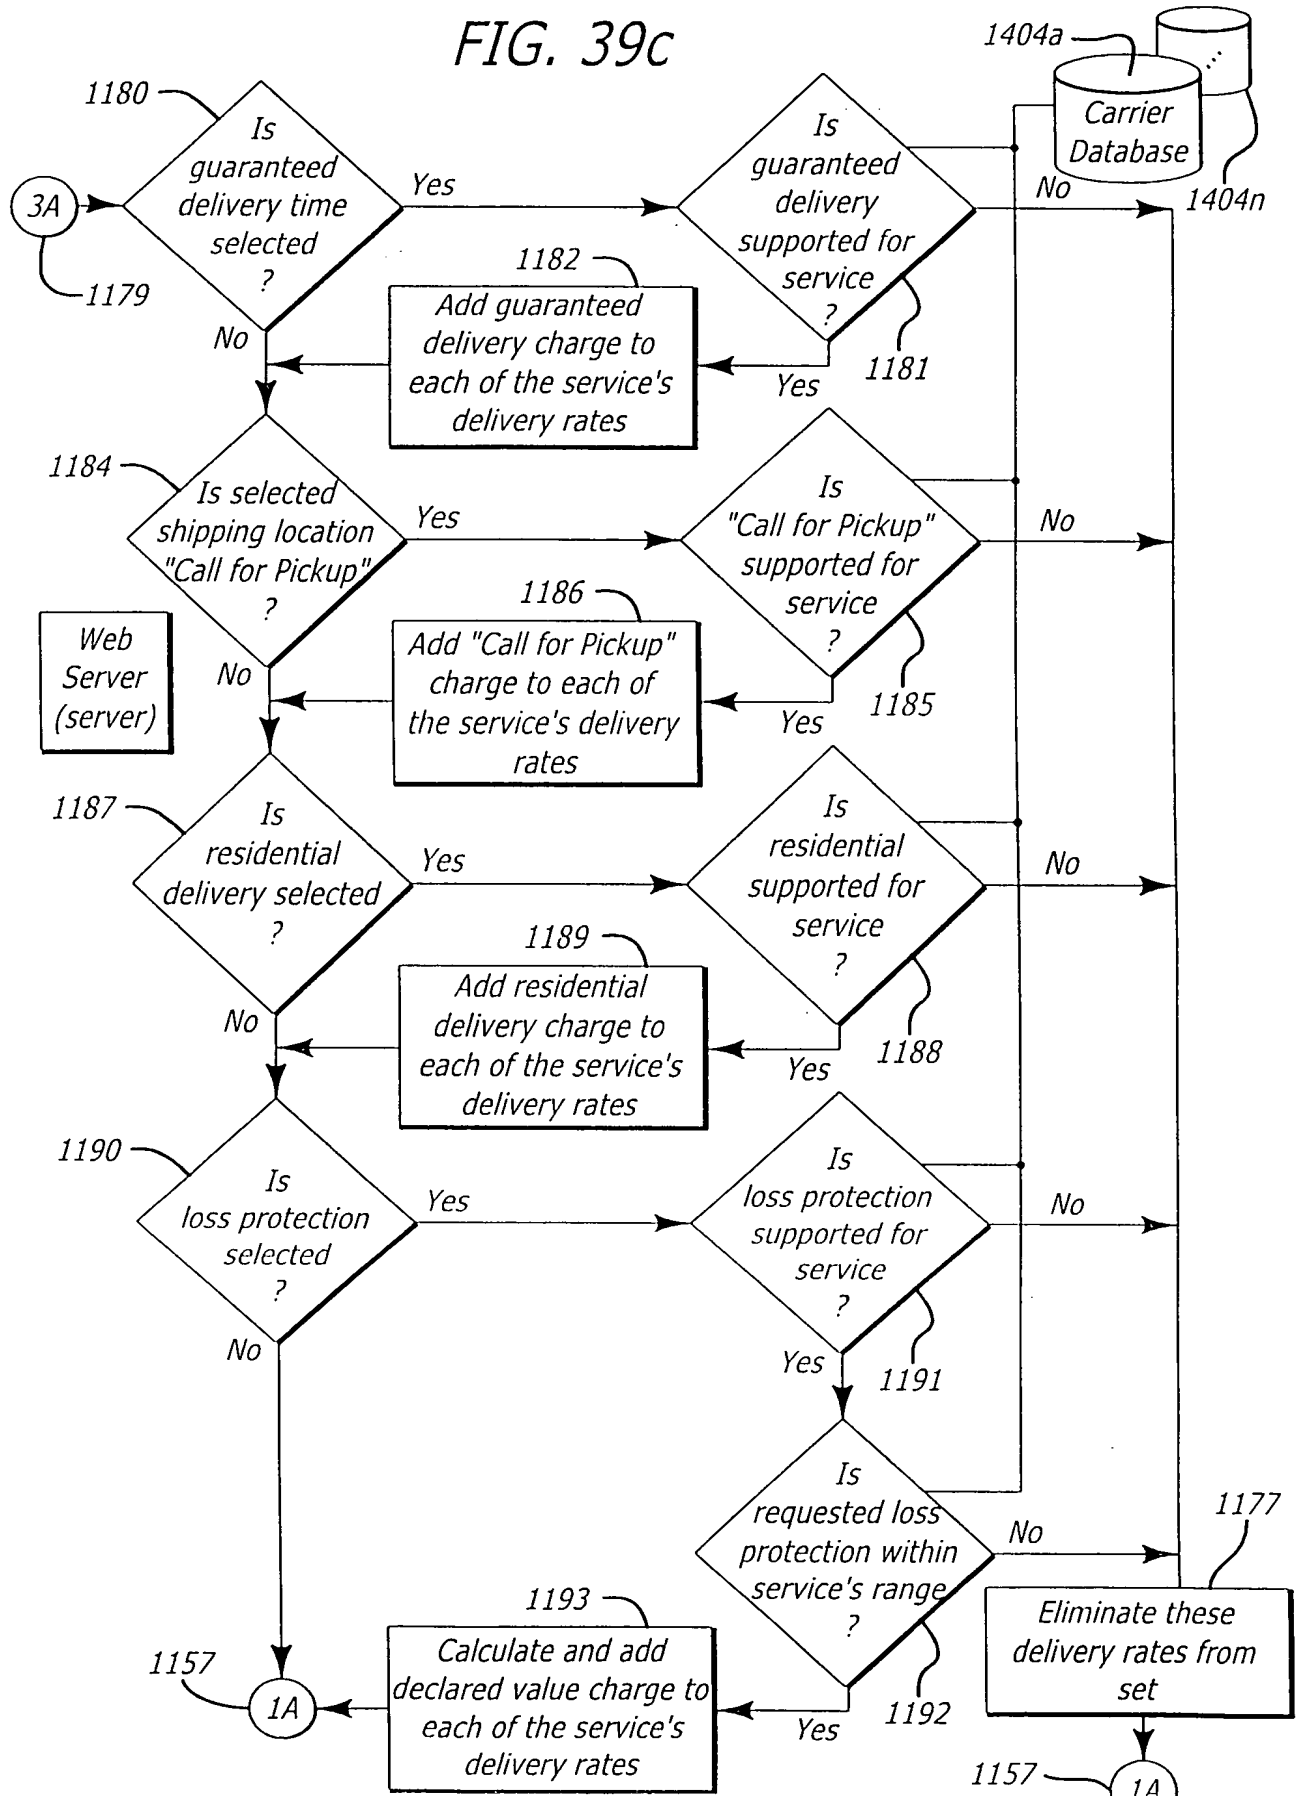 FIG. 39c
1404a
Carrier
Database
1404n
1180
Is
guaranteed
delivery time
selected
?
Yes
Is
guaranteed
delivery
supported for
service
?
No
3A
1179
No
1182
Add guaranteed
delivery charge to
each of the service's
delivery rates
Yes
1181
1184
Is selected
shipping location
"Call for Pickup"
?
Yes
Is
"Call for Pickup"
supported for
service
?
No
Web
Server
(server)
No
1186
Add "Call for Pickup"
charge to each of
the service's delivery
rates
Yes
1185
1187
Is
residential
delivery selected
?
Yes
Is
residential
supported for
service
?
No
No
1189
Add residential
delivery charge to
each of the service's
delivery rates
Yes
1188
1190
Is
loss protection
selected
?
Yes
Is
loss protection
supported for
service
?
No
No
Yes
1191
Is
requested loss
protection within
service's range
?
No
1177
Eliminate these
delivery rates from
set
1193
Calculate and add
declared value charge to
each of the service's
delivery rates
Yes
1192
1157
1A
1157
1A